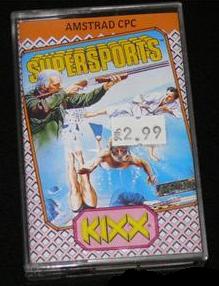 AMSTRAD CPC
SUPERSPORTS
£2.99
KIXX